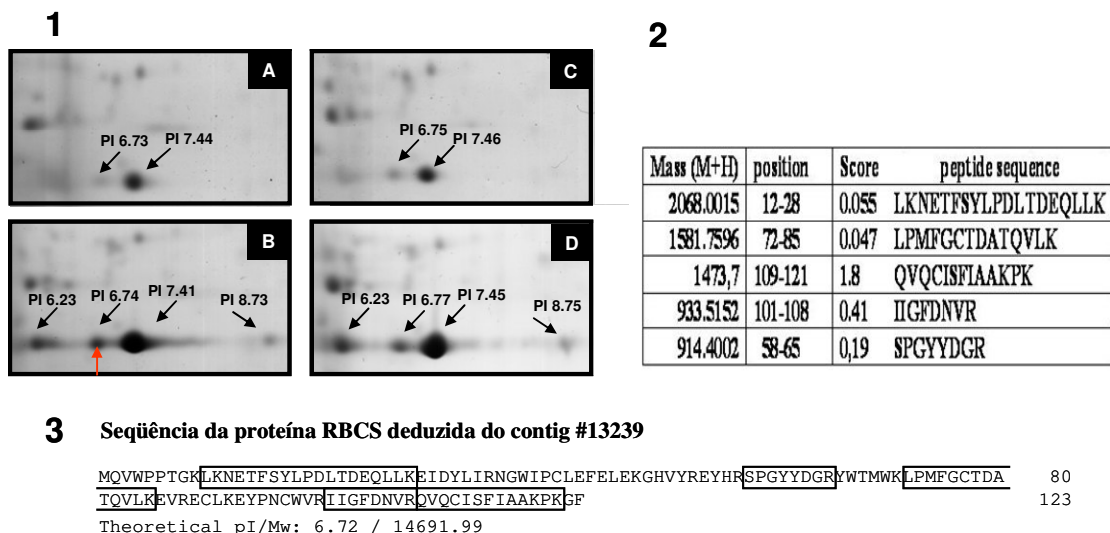 1
A
PI 6.73 PI 7.44
C
PI 6.75 PI 7.46
B
PI 6.23 PI 6.74 PI 7.41 PI 8.73
D
PI 6.23 PI 6.77 PI 7.45 PI 8.75
2
Mass (M+H) position Score peptide sequence
2068.0015 12-28 0.055 LKNETFSYLPDLTDEQLLK
1581.7596 72-85 0.047 LPMFGCTDATQVLK
1473,7 109-121 1.8 QVQCISFIAAKPK
933.5152 101-108 0.41 IIGFDNVR
914.4002 58-65 0,19 SPGYYDGR
3 Seqüência da proteína RBCS deduzida do contig #13239
MQVWPPTGKLKNETFSYLPDLTDEQLLKEIDYLIRNGWIPCLEFELEKGHVYREYHRSPGYYDGRYWTMWKLPMFGCTDA 80
TQVLKEVRECLKEYPNCWVRIIGFDNVRQVQCISFIAAKPKGF 123
Theoretical pI/Mw: 6.72 / 14691.99